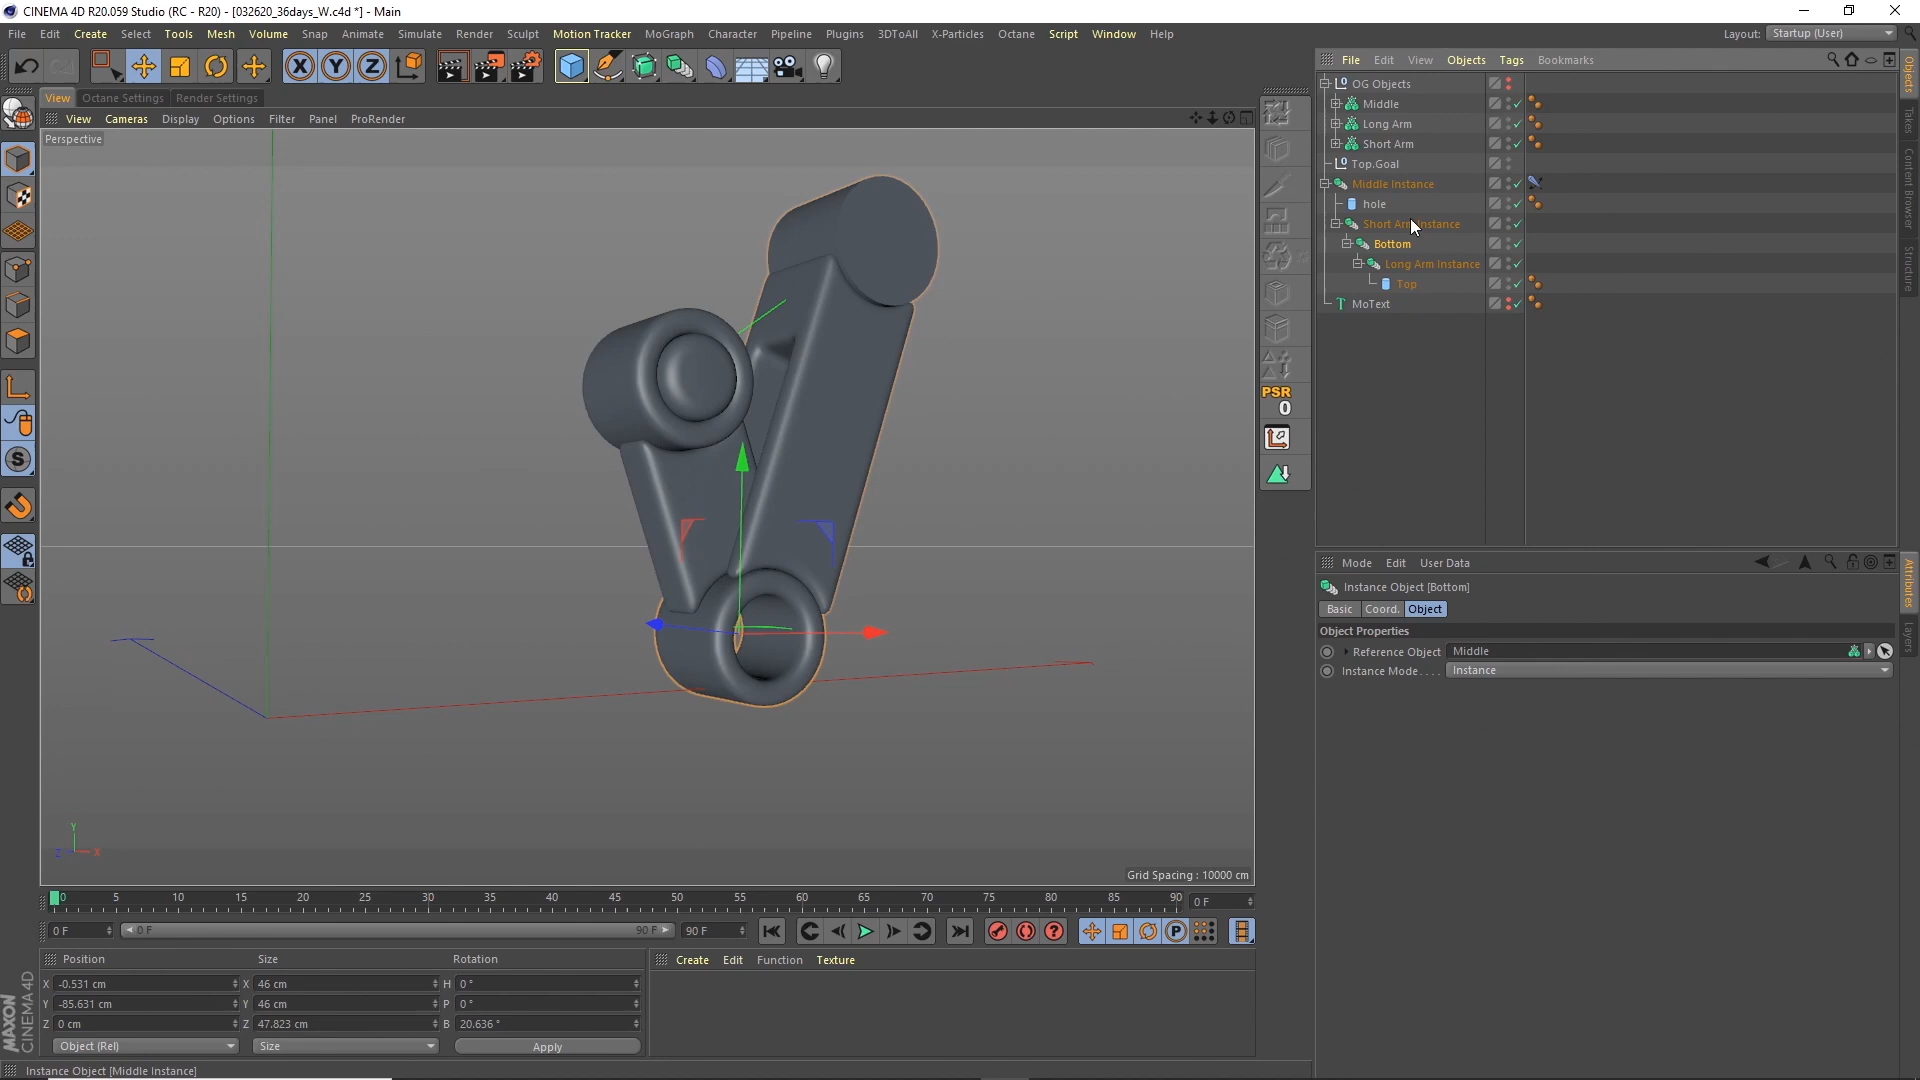 CINEMA 4D R20.059 Studio (RC - R20) - [032620_36days_W.c4d *] - Main
File Edit Create Select Tools Mesh Volume Snap Animate Simulate Render Sculpt Motion Tracker MoGraph Character Pipeline Plugins 3DToAll X-Particles Octane Script Window Help
Layout: Startup (User)
File Edit View Objects Tags Bookmarks
View Octane Settings Render Settings
View Cameras Display Options Filter Panel ProRender
Perspective
OG Objects
Middle
Long Arm
Short Arm
Top.Goal
Middle Instance
hole
Short Arm Instance
Bottom
Long Arm Instance
Top
MoText
Objects
Takes
Content Browser
Structure
PSR
0
Mode Edit User Data
Instance Object [Bottom]
Basic Coord. Object
Object Properties
Reference Object Middle
Instance Mode. . . . Instance
Attributes
Layers
Y
Z X
Grid Spacing : 10000 cm
0 5 10 15 20 25 30 35 40 45 50 55 60 65 70 75 80 85 90 0 F
0 F 0 F 90 F 90 F
Position Size Rotation
X -0.531 cm X 46 cm H 0 °
Y -85.631 cm Y 46 cm P 0 °
Z 0 cm Z 47.823 cm B 20.636 °
Object (Rel) Size Apply
Create Edit Function Texture
MAXON
CINEMA 4D
Instance Object [Middle Instance]